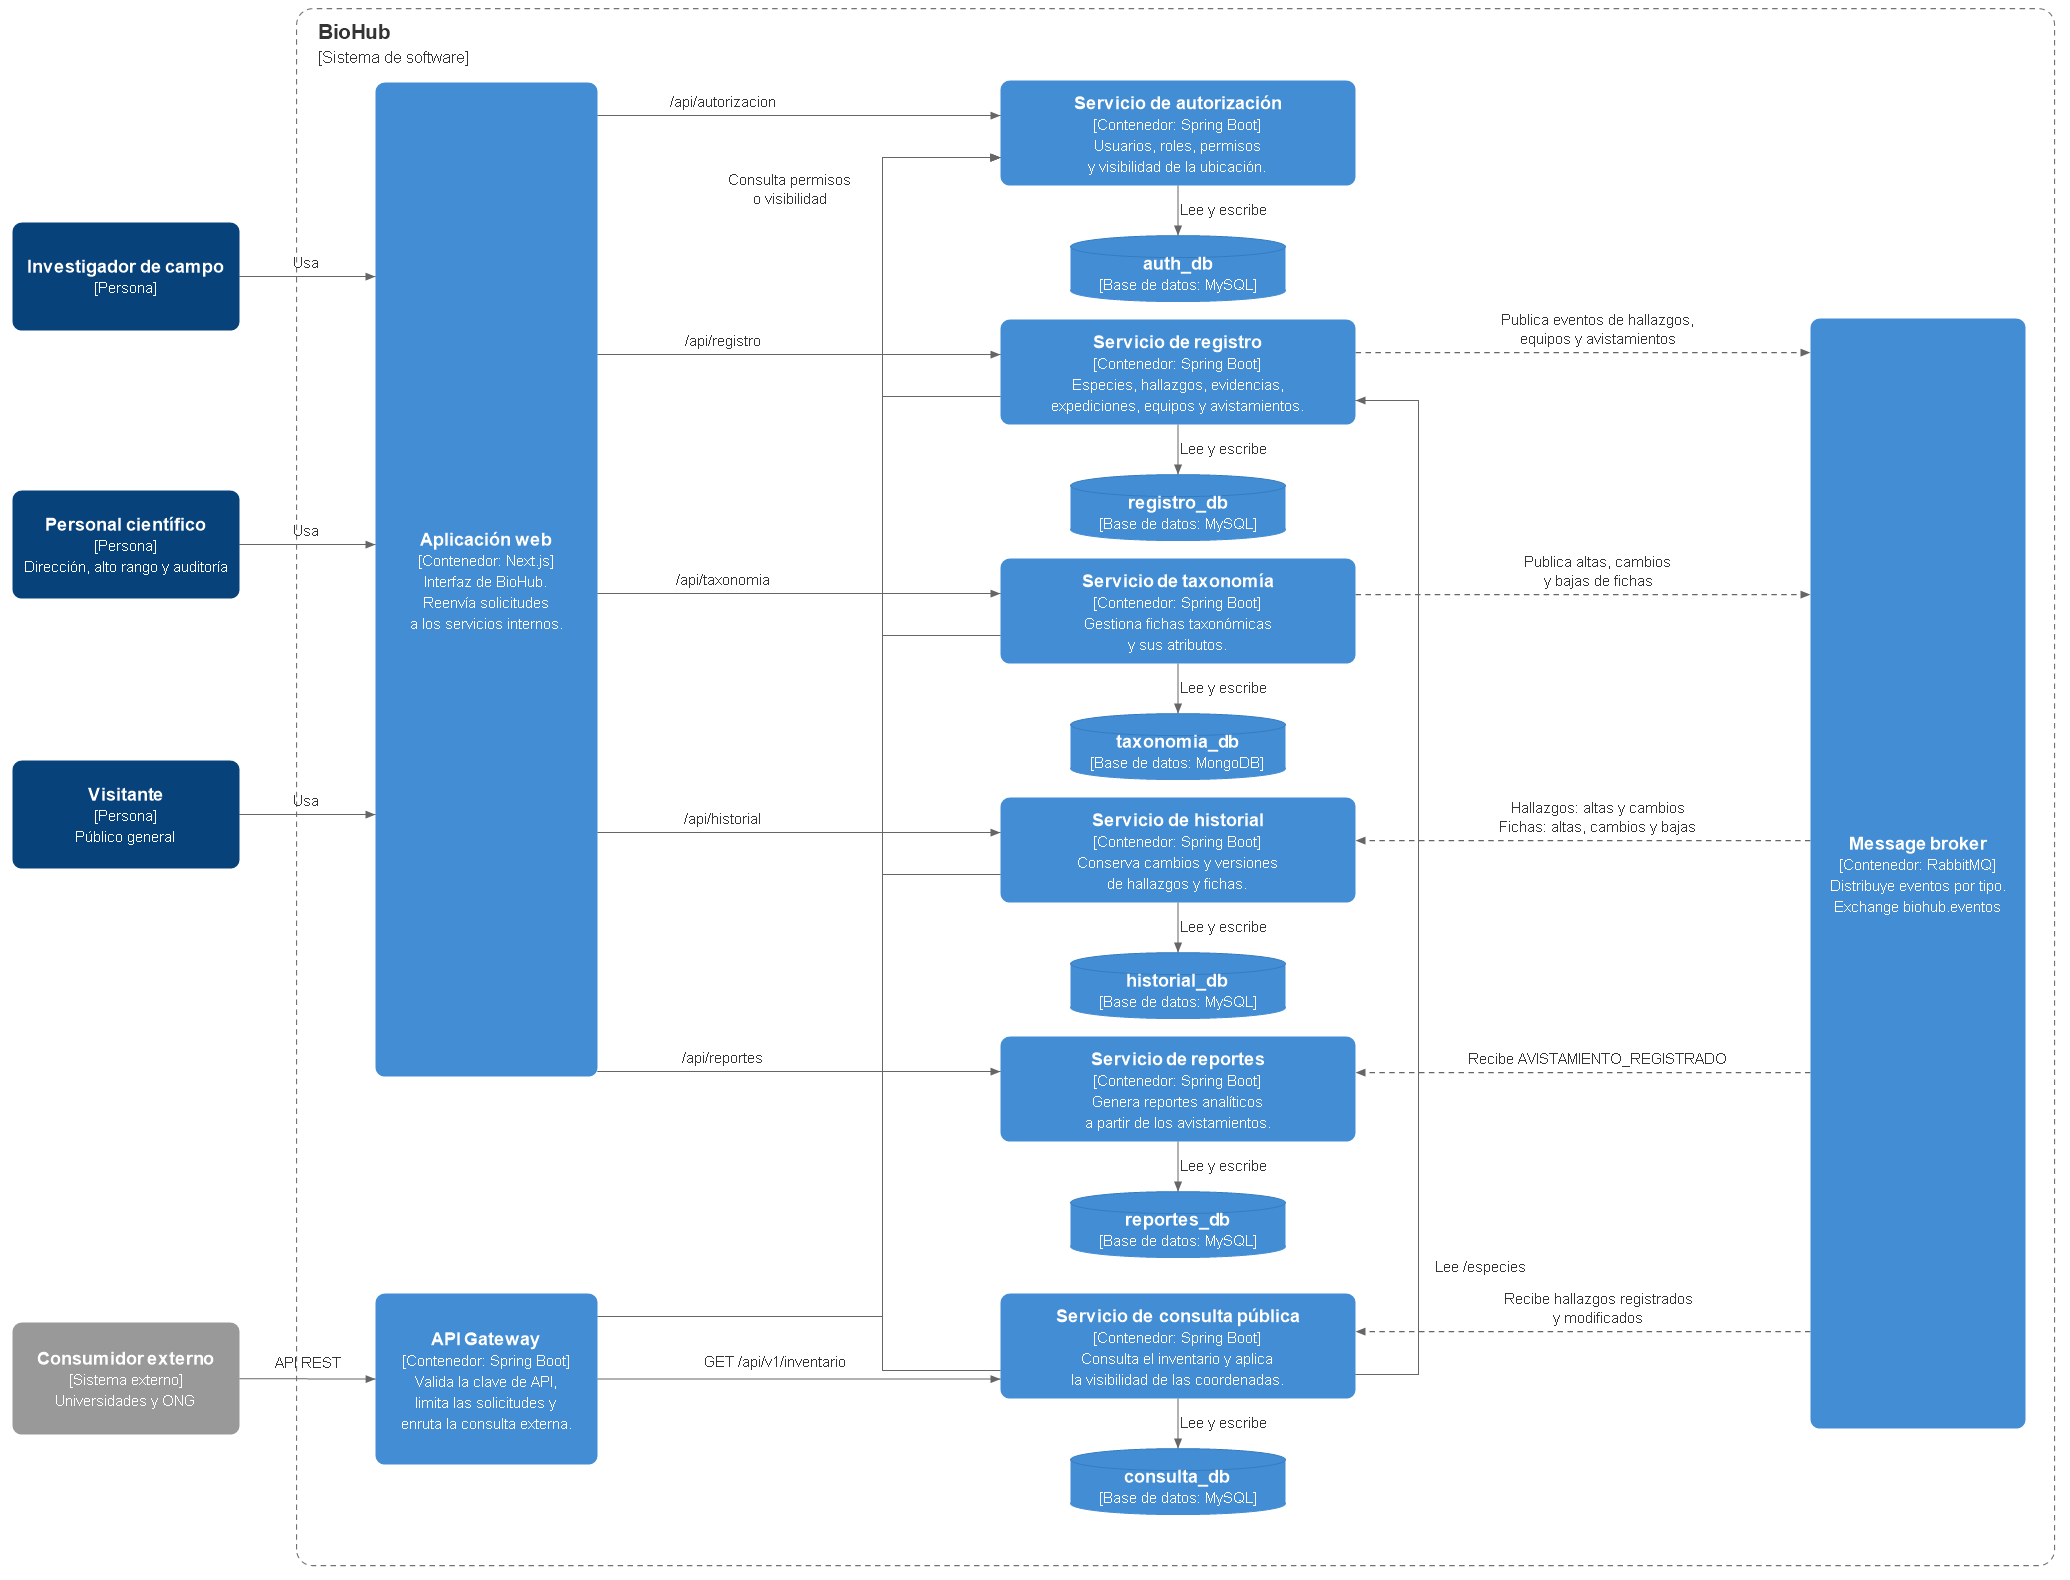 BioHub
[Sistema de software]
Investigador de campo
[Persona]
Usa
Personal científico
[Persona]
Dirección, alto rango y auditoría
Usa
Visitante
[Persona]
Público general
Usa
Consumidor externo
[Sistema externo]
Universidades y ONG
API REST
Aplicación web
[Contenedor: Next.js]
Interfaz de BioHub.
Reenvía solicitudes
a los servicios internos.
API Gateway
[Contenedor: Spring Boot]
Valida la clave de API,
limita las solicitudes y
enruta la consulta externa.
/api/autorizacion
Consulta permisos
o visibilidad
/api/registro
/api/taxonomia
/api/historial
/api/reportes
GET /api/v1/inventario
Servicio de autorización
[Contenedor: Spring Boot]
Usuarios, roles, permisos
y visibilidad de la ubicación.
Lee y escribe
auth_db
[Base de datos: MySQL]
Servicio de registro
[Contenedor: Spring Boot]
Especies, hallazgos, evidencias,
expediciones, equipos y avistamientos.
Lee y escribe
registro_db
[Base de datos: MySQL]
Servicio de taxonomía
[Contenedor: Spring Boot]
Gestiona fichas taxonómicas
y sus atributos.
Lee y escribe
taxonomia_db
[Base de datos: MongoDB]
Servicio de historial
[Contenedor: Spring Boot]
Conserva cambios y versiones
de hallazgos y fichas.
Lee y escribe
historial_db
[Base de datos: MySQL]
Servicio de reportes
[Contenedor: Spring Boot]
Genera reportes analíticos
a partir de los avistamientos.
Lee y escribe
reportes_db
[Base de datos: MySQL]
Servicio de consulta pública
[Contenedor: Spring Boot]
Consulta el inventario y aplica
la visibilidad de las coordenadas.
Lee y escribe
consulta_db
[Base de datos: MySQL]
Publica eventos de hallazgos,
equipos y avistamientos
Publica altas, cambios
y bajas de fichas
Hallazgos: altas y cambios
Fichas: altas, cambios y bajas
Recibe AVISTAMIENTO_REGISTRADO
Lee /especies
Recibe hallazgos registrados
y modificados
Message broker
[Contenedor: RabbitMQ]
Distribuye eventos por tipo.
Exchange biohub.eventos